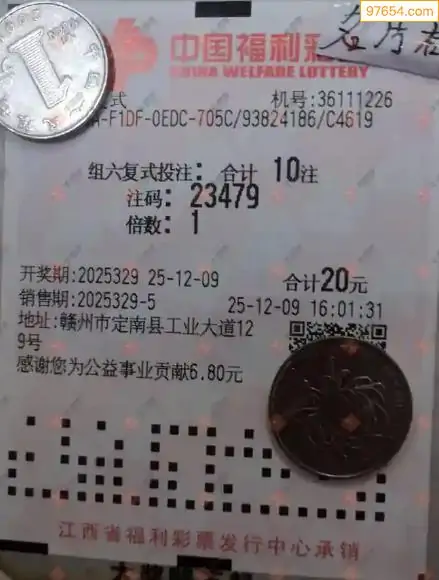 97654.com
中国福利彩
CHINA WELFARE LOTTERY
式 机号:36111226
-F1DF-0EDC-705C/93824186/C4619
组六复式投注: 合计 10注
注码: 23479
倍数: 1
开奖期:2025329 25-12-09 合计20元
销售期:2025329-5 25-12-09 16:01:31
地址:赣州市定南县工业大道12
9号
感谢您为公益事业贡献6.80元
江西省福利彩票发行中心承销